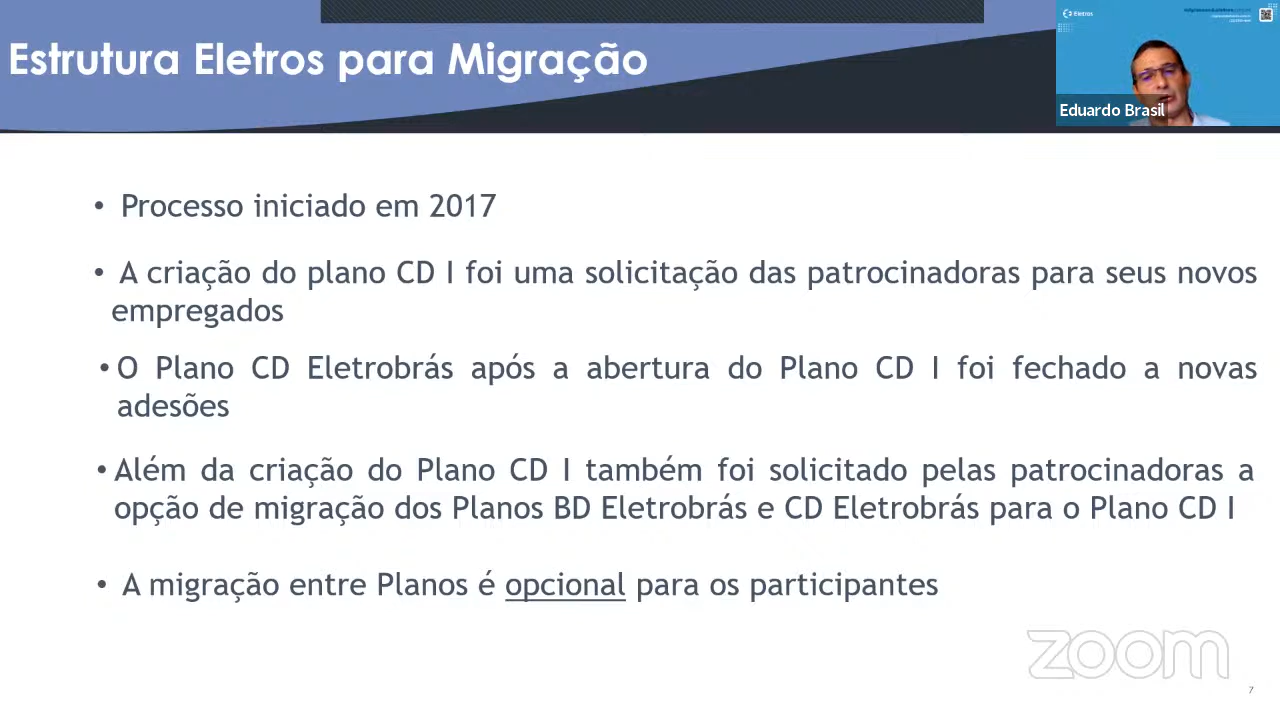 Estrutura Eletros para Migração
Eletros
Eduardo Brasil
• Processo iniciado em 2017
• A criação do plano CD I foi uma solicitação das patrocinadoras para seus novos
empregados
• O Plano CD Eletrobrás após a abertura do Plano CD I foi fechado a novas
adesões
• Além da criação do Plano CD I também foi solicitado pelas patrocinadoras a
opção de migração dos Planos BD Eletrobrás e CD Eletrobrás para o Plano CD I
• A migração entre Planos é opcional para os participantes
zoom
7